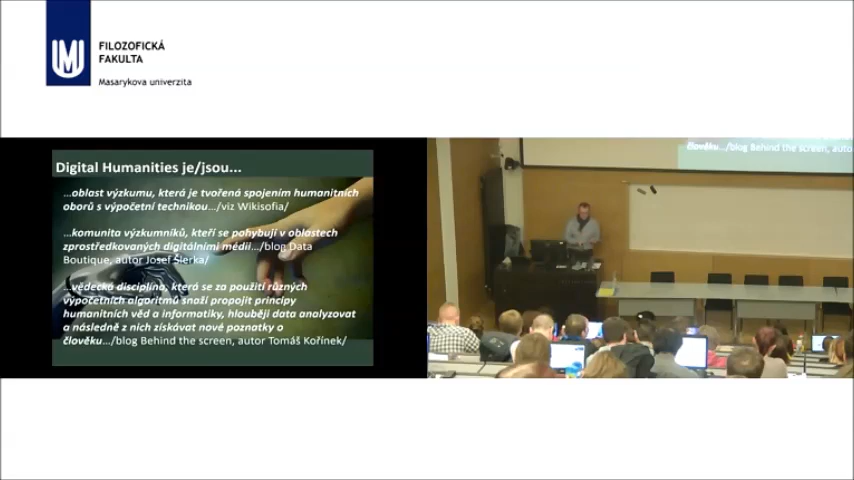 FILOZOFICKÁ
FAKULTA
Masarykova univerzita
Digital Humanities je/jsou...
...oblast výzkumu, která je tvořená spojením humanitních
oborů s výpočetní technikou.../viz Wikisofia/
...komunita výzkumníků, kteří se pohybují v oblastech
zprostředkovaných digitálními médii.../blog Data
Boutique, autor Josef Šlerka/
...vědecká disciplína, která se za použití různých
výpočetních algoritmů snaží propojit principy
humanitních věd a informatiky, hlouběji data analyzovat
a následně z nich získávat nové poznatky o
člověku.../blog Behind the screen, autor Tomáš Kořínek/
člověku.../blog Behind the screen, auto